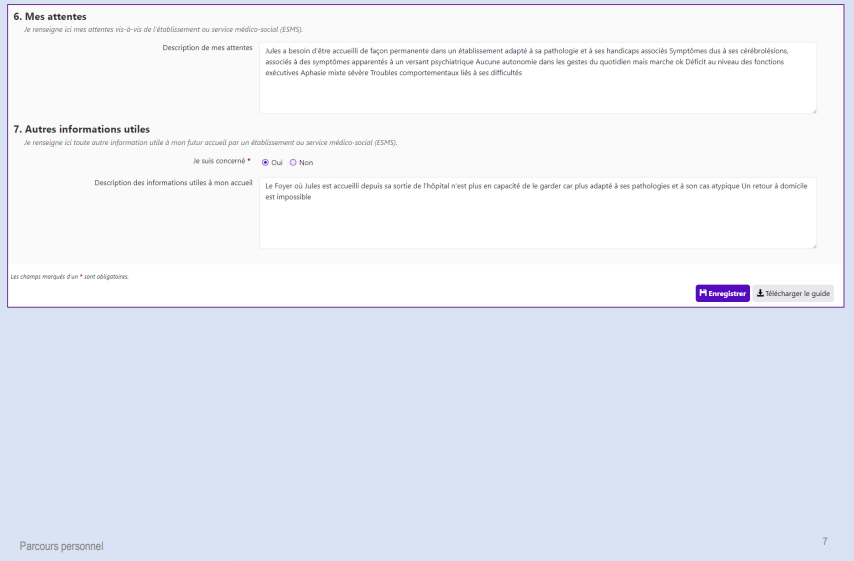 6. Mes attentes
Je renseigne ici mes attentes vis-à-vis de l'établissement ou service médico-social (ESMS).
Description de mes attentes
Jules a besoin d'être accueilli de façon permanente dans un établissement adapté à sa pathologie et à ses handicaps associés Symptômes dus à ses cérébrolésions,
associés à des symptômes apparentés à un versant psychiatrique Aucune autonomie dans les gestes du quotidien mais marche ok Déficit au niveau des fonctions
exécutives Aphasie mixte sévère Troubles comportementaux liés à ses difficultés
7. Autres informations utiles
Je renseigne ici toute autre information utile à mon futur accueil par un établissement ou service médico-social (ESMS).
Je suis concerné * Oui Non
Description des informations utiles à mon accueil
Le Foyer où Jules est accueilli depuis sa sortie de l'hôpital n'est plus en capacité de le garder car plus adapté à ses pathologies et à son cas atypique Un retour à domicile
est impossible
Les champs marqués d'un * sont obligatoires.
Enregistrer Télécharger le guide
Parcours personnel 7